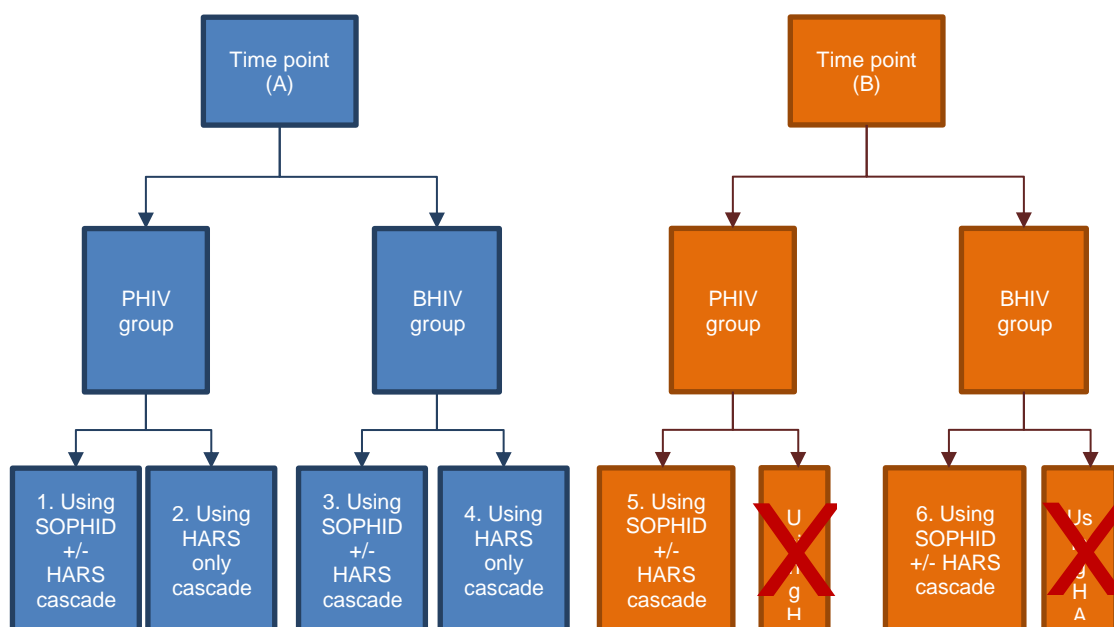 Time point
(A)
Time point
(B)
PHIV
group
BHIV
group
PHIV
group
BHIV
group
1. Using
SOPHID
+/-
HARS
cascade
2. Using
HARS
only
cascade
3. Using
SOPHID
+/-
HARS
cascade
4. Using
HARS
only
cascade
5. Using
SOPHID
+/-
HARS
cascade
U
g
H
6. Using
SOPHID
+/- HARS
cascade
Us
g
H
A